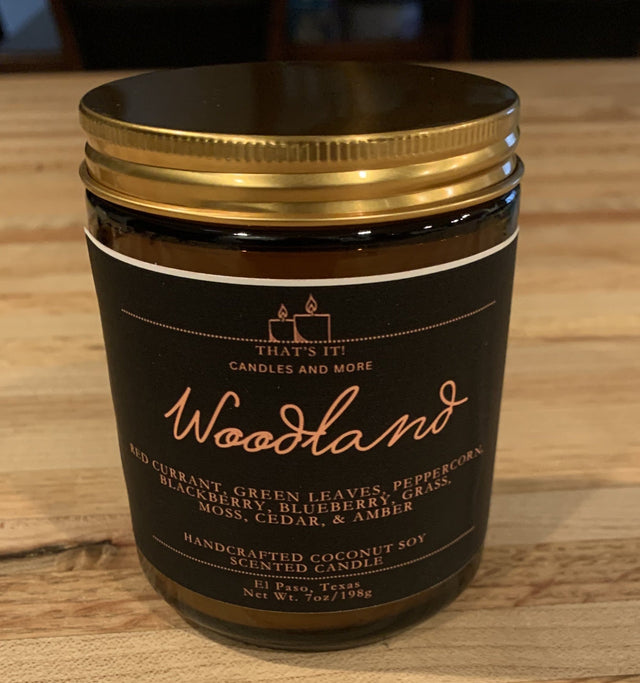 THAT'S IT!
CANDLES AND MORE
Woodland
RED CURRANT, GREEN LEAVES, PEPPERCORN,
BLACKBERRY, BLUEBERRY, GRASS,
MOSS, CEDAR, & AMBER
HANDCRAFTED COCONUT SOY
SCENTED CANDLE
El Paso, Texas
Net Wt. 7oz/198g